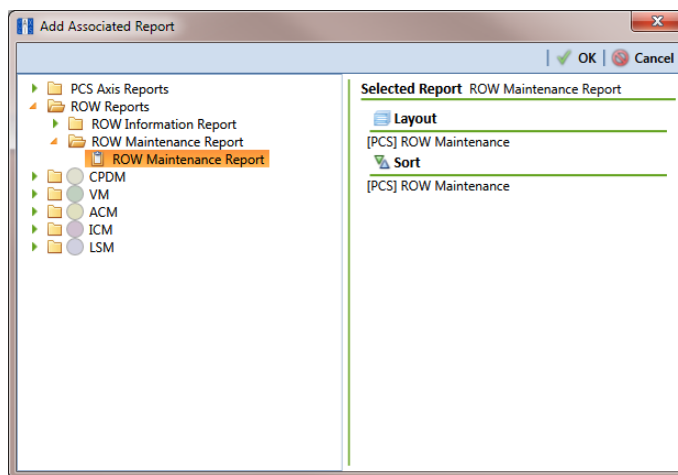 Add Associated Report
OK Cancel
PCS Axis Reports
ROW Reports
ROW Information Report
ROW Maintenance Report
ROW Maintenance Report
CPDM
VM
ACM
ICM
LSM
Selected Report ROW Maintenance Report
Layout
[PCS] ROW Maintenance
Sort
[PCS] ROW Maintenance